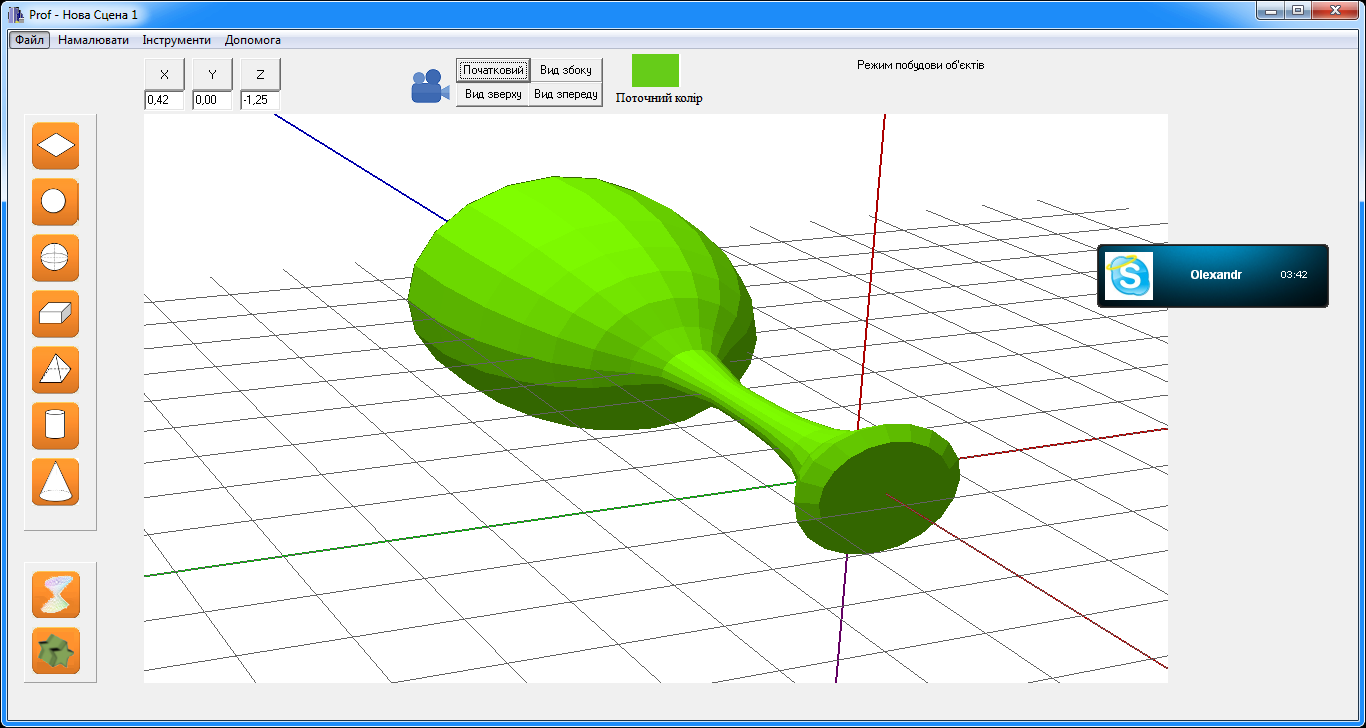 Prof - Нова Сцена 1
Файл Намалювати Інструменти Допомога
X Y Z
0,42 0,00 -1,25
Початковий Вид збоку
Вид зверху Вид зпереду
Поточний колір
Режим побудови об'єктів
S Olexandr 03:42